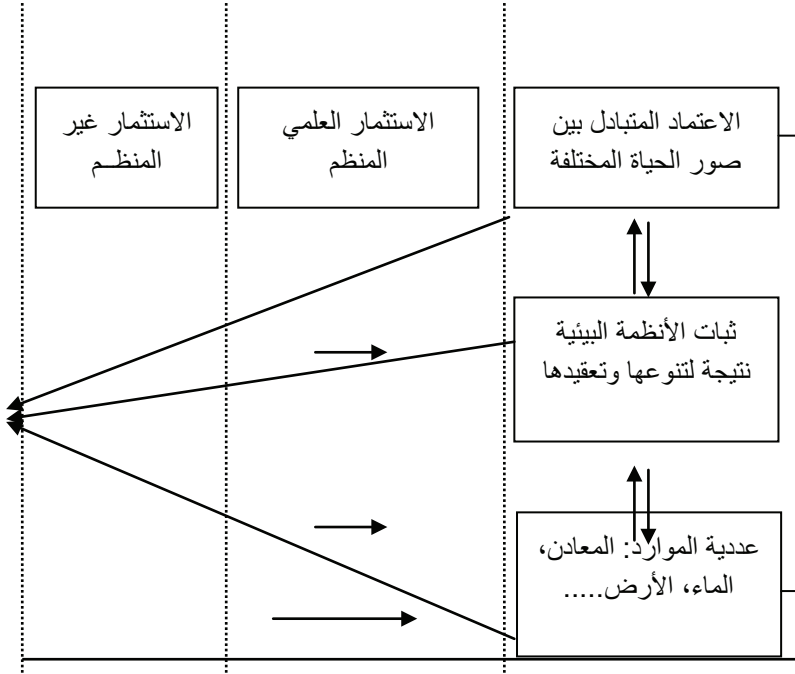 الاعتماد المتبادل بين
صور الحياة المختلفة
الاستثمار العلمي
المنظم
الاستثمار غير
المنظــم
ثبات الأنظمة البيئية
نتيجة لتنوعها وتعقيدها
عددية الموارد: المعادن،
الماء، الأرض.....